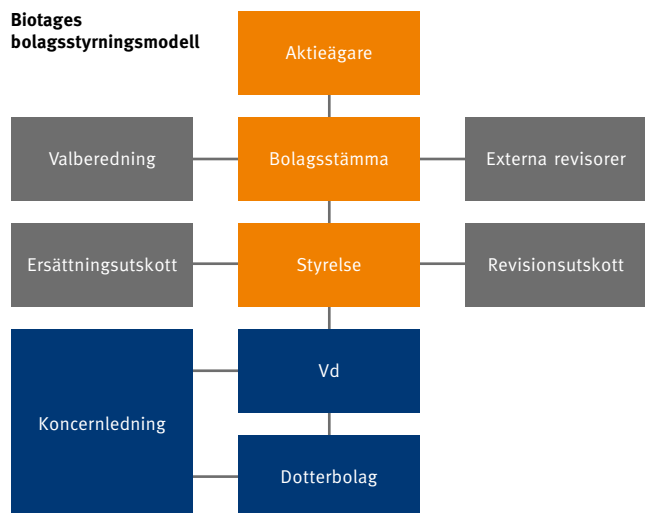 Biotages
bolagsstyrningsmodell
Aktieägare
Valberedning
Bolagsstämma
Externa revisorer
Ersättningsutskott
Styrelse
Revisionsutskott
Vd
Koncernledning
Dotterbolag